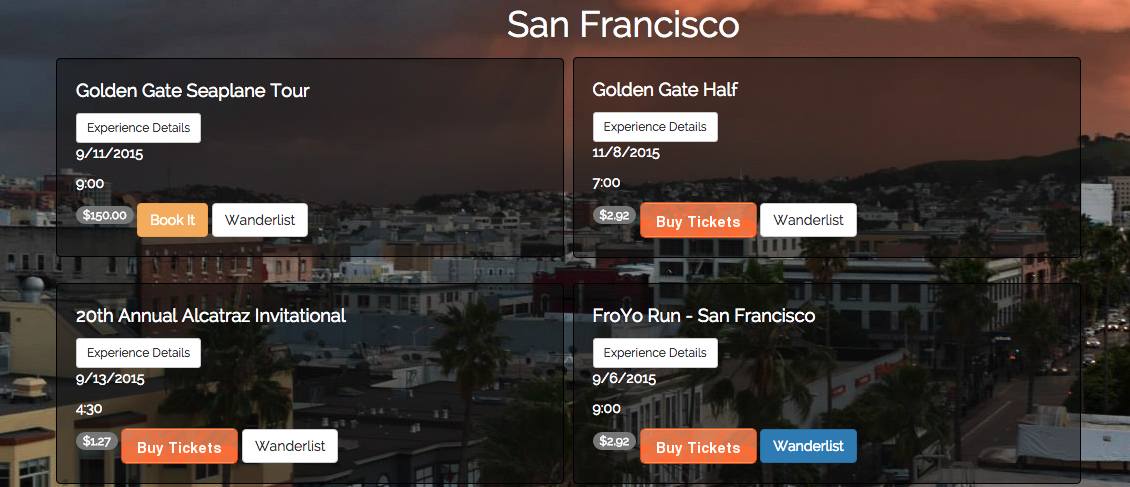 San Francisco
Golden Gate Seaplane Tour
Experience Details
9/11/2015
9:00
$150.00 Book It Wanderlist
Golden Gate Half
Experience Details
11/8/2015
7:00
$2.92 Buy Tickets Wanderlist
20th Annual Alcatraz Invitational
Experience Details
9/13/2015
4:30
$1.27 Buy Tickets Wanderlist
FroYo Run - San Francisco
Experience Details
9/6/2015
9:00
$2.92 Buy Tickets Wanderlist